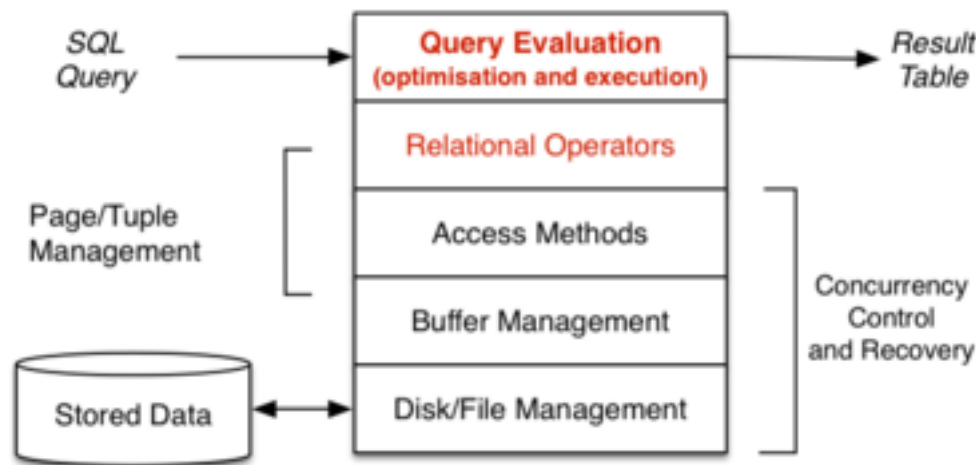 SQL
Query
Query Evaluation
(optimisation and execution)
Result
Table
Relational Operators
Page/Tuple
Management
Access Methods
Buffer Management
Concurrency
Control
and Recovery
Stored Data
Disk/File Management